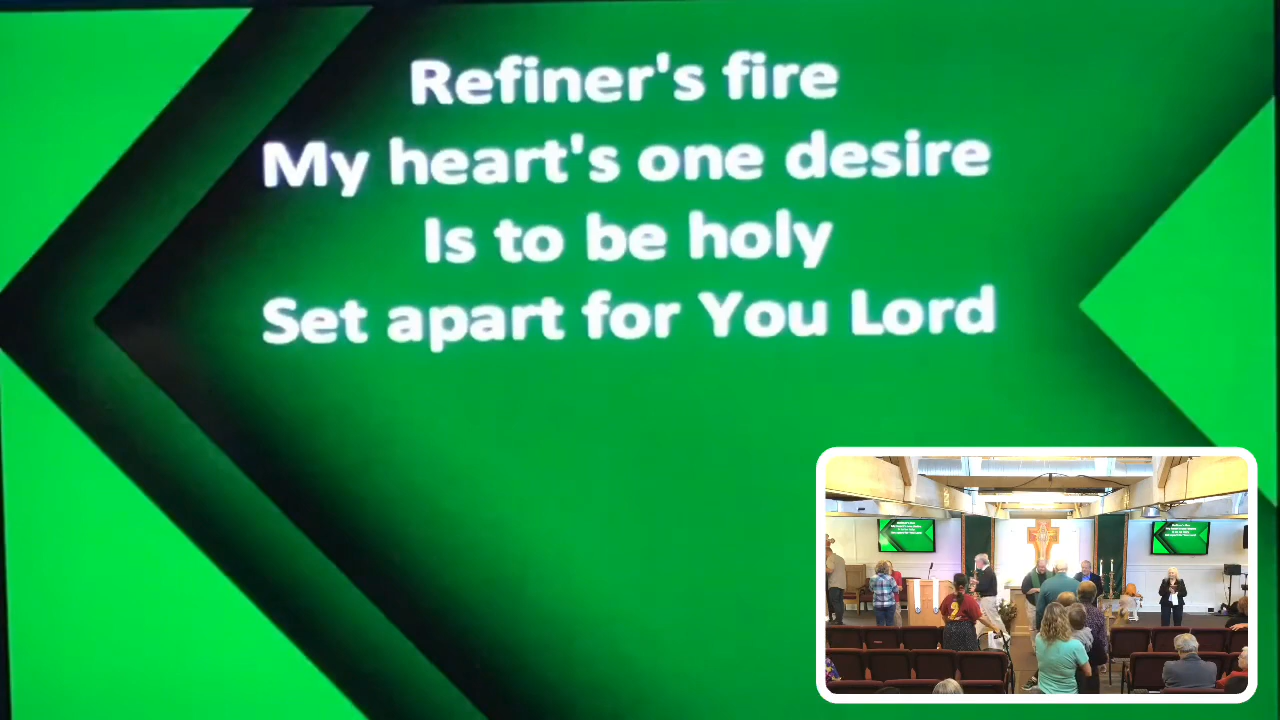 Refiner's fire
My heart's one desire
Is to be holy
Set apart for You Lord